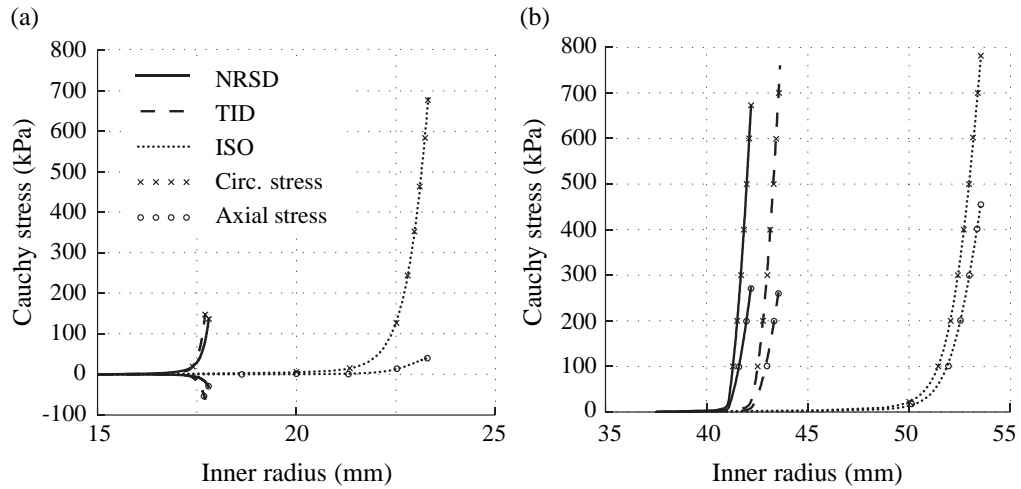 (a)
800
700
600
500
400
300
200
100
0
-100
Cauchy stress (kPa)
NRSD
TID
ISO
Circ. stress
Axial stress
15
20
25
Inner radius (mm)
(b)
800
700
600
500
400
300
200
100
0
Cauchy stress (kPa)
35
40
45
50
55
Inner radius (mm)